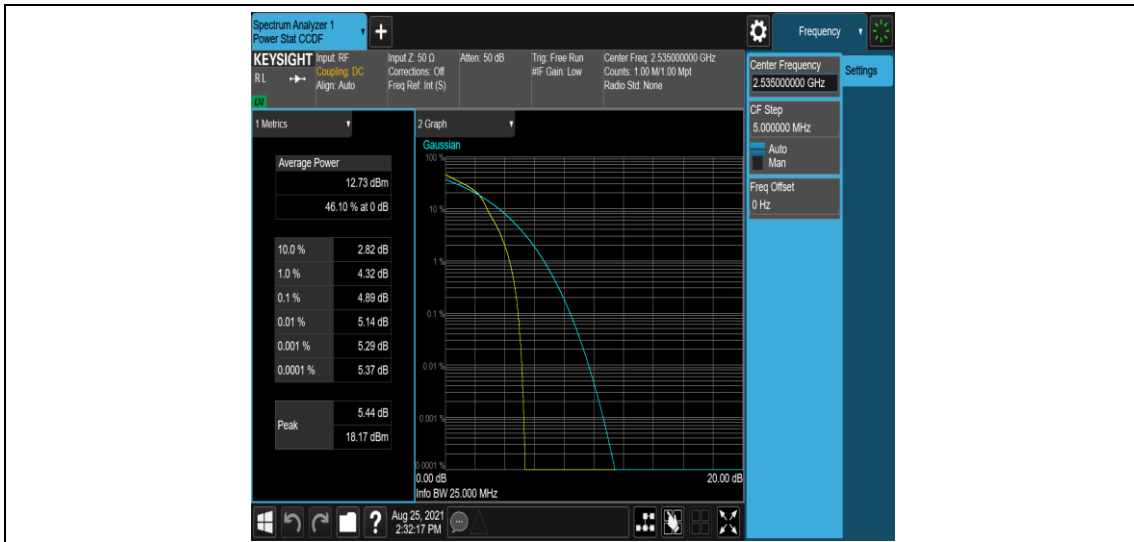 Spectrum Analyzer 1
Power Stat CCDF
Frequency
KEYSIGHT
RL
LXI
Input: RF
Coupling: DC
Align: Auto
Input Z: 50 Ω
Corrections: Off
Freq Ref: Int (S)
Atten: 50 dB
Trig: Free Run
#IF Gain: Low
Center Freq: 2.535000000 GHz
Counts: 1.00 M/1.00 Mpt
Radio Std: None
Center Frequency
2.535000000 GHz
Settings
CF Step
5.000000 MHz
Auto
Man
Freq Offset
0 Hz
1 Metrics
Average Power
12.73 dBm
46.10 % at 0 dB
10.0 % 2.82 dB
1.0 % 4.32 dB
0.1 % 4.89 dB
0.01 % 5.14 dB
0.001 % 5.29 dB
0.0001 % 5.37 dB
Peak
5.44 dB
18.17 dBm
2 Graph
Gaussian
100 %
10 %
1 %
0.1 %
0.01 %
0.001 %
0.0001 %
0.00 dB 20.00 dB
Info BW 25.000 MHz
Aug 25, 2021
2:32:17 PM